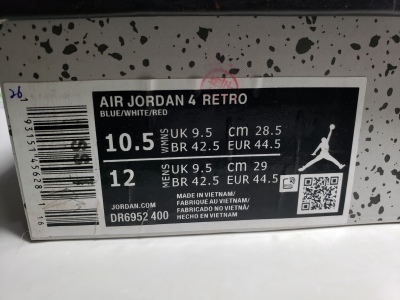 26
AIR JORDAN 4 RETRO
BLUE/WHITE/RED
10.5 WMNS UK 9.5 CM 28.5
BR 42.5 EUR 44.5
12 MENS UK 9.5 CM 29
BR 42.5 EUR 44.5
JORDAN.COM
DR6952 400
MADE IN VIETNAM/
FABRIQUE AU VIETNAM/
FABRICADO NO VIETNÃ/
HECHO EN VIETNAM